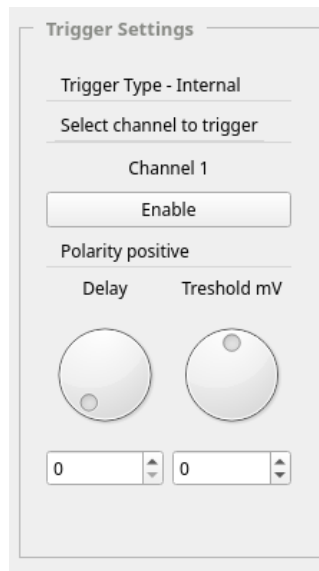 Trigger Settings
Trigger Type - Internal
Select channel to trigger
Channel 1
Enable
Polarity positive
Delay Treshold mV
0 0